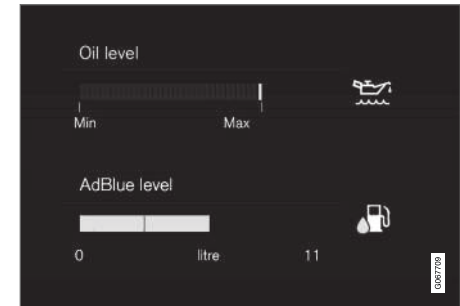 Oil level
Min Max
AdBlue level
0 litre 11
G067709